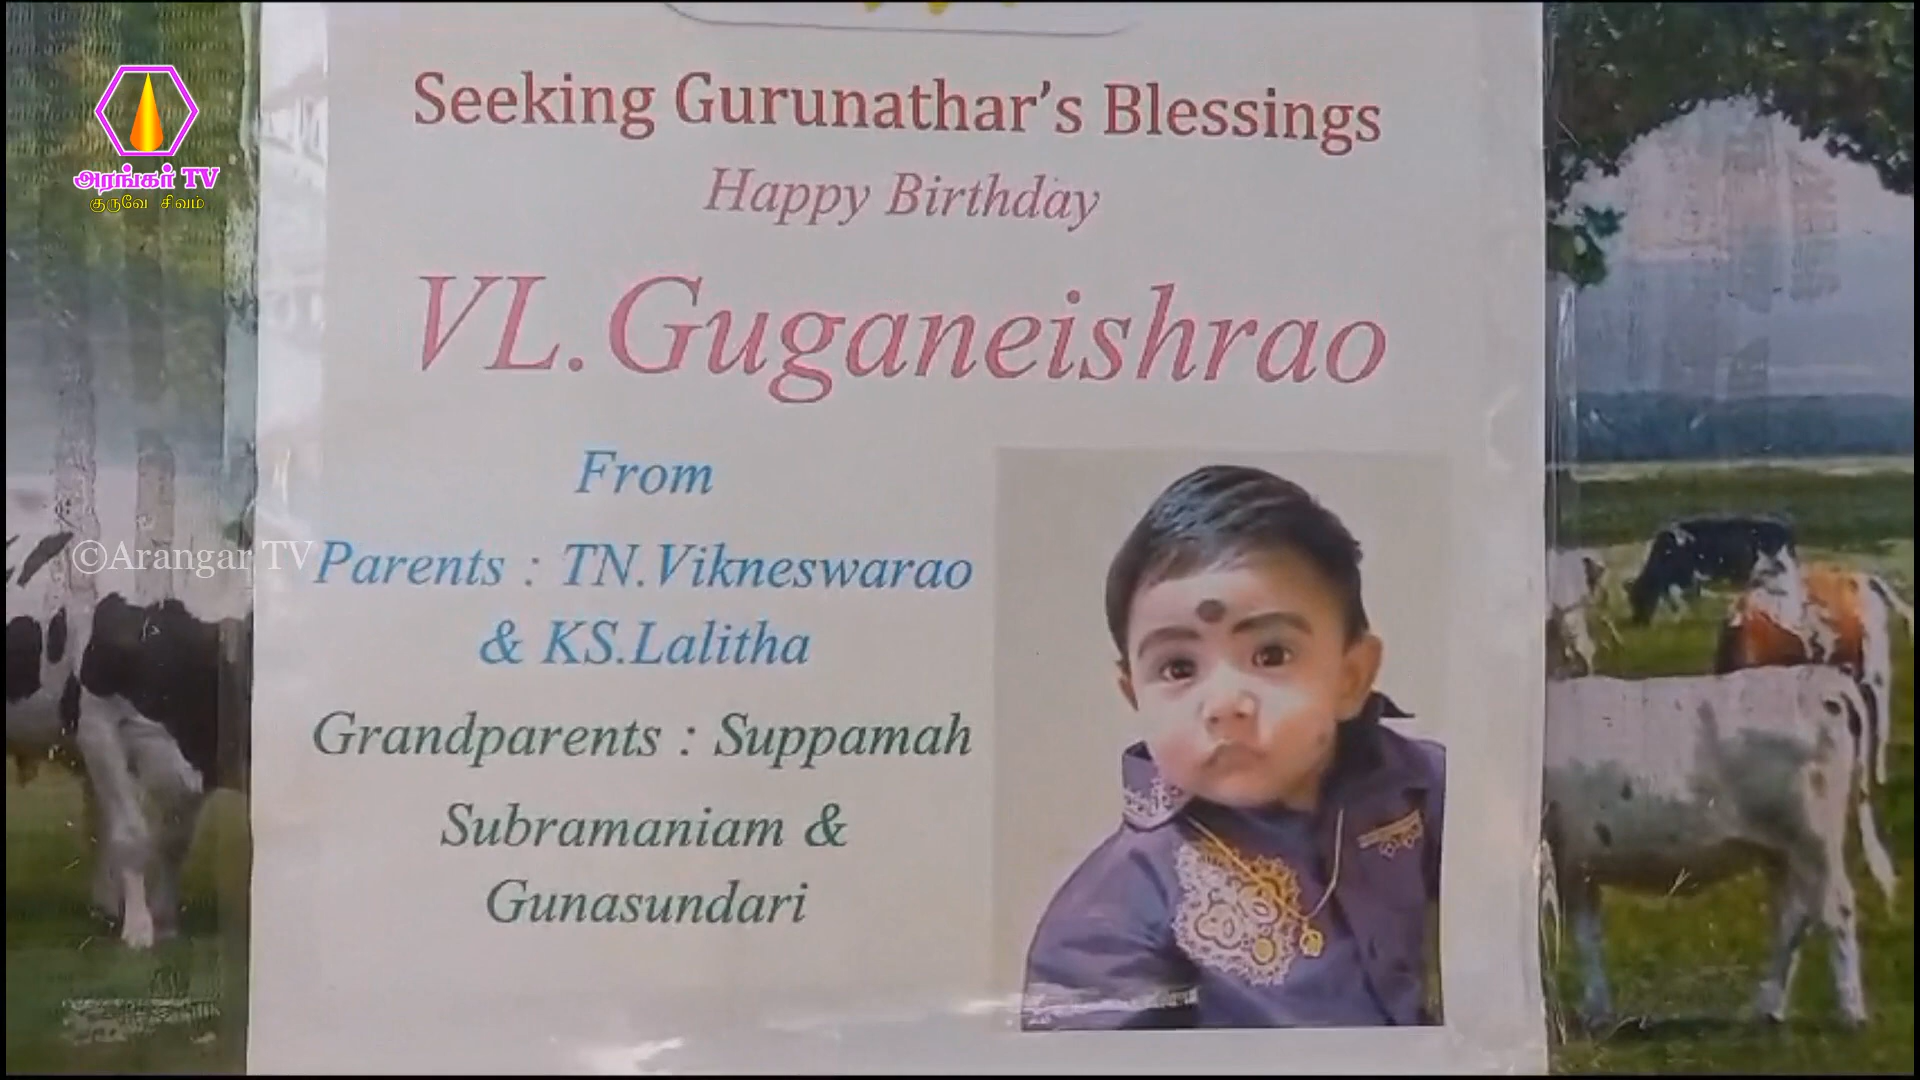 அரங்கர் TV
குருவே சிவம்
Seeking Gurunathar's Blessings
Happy Birthday
VL.Guganeishrao
From
©Arangar TV
Parents : TN.Vikneswarao
& KS.Lalitha
Grandparents : Suppamah
Subramaniam &
Gunasundari